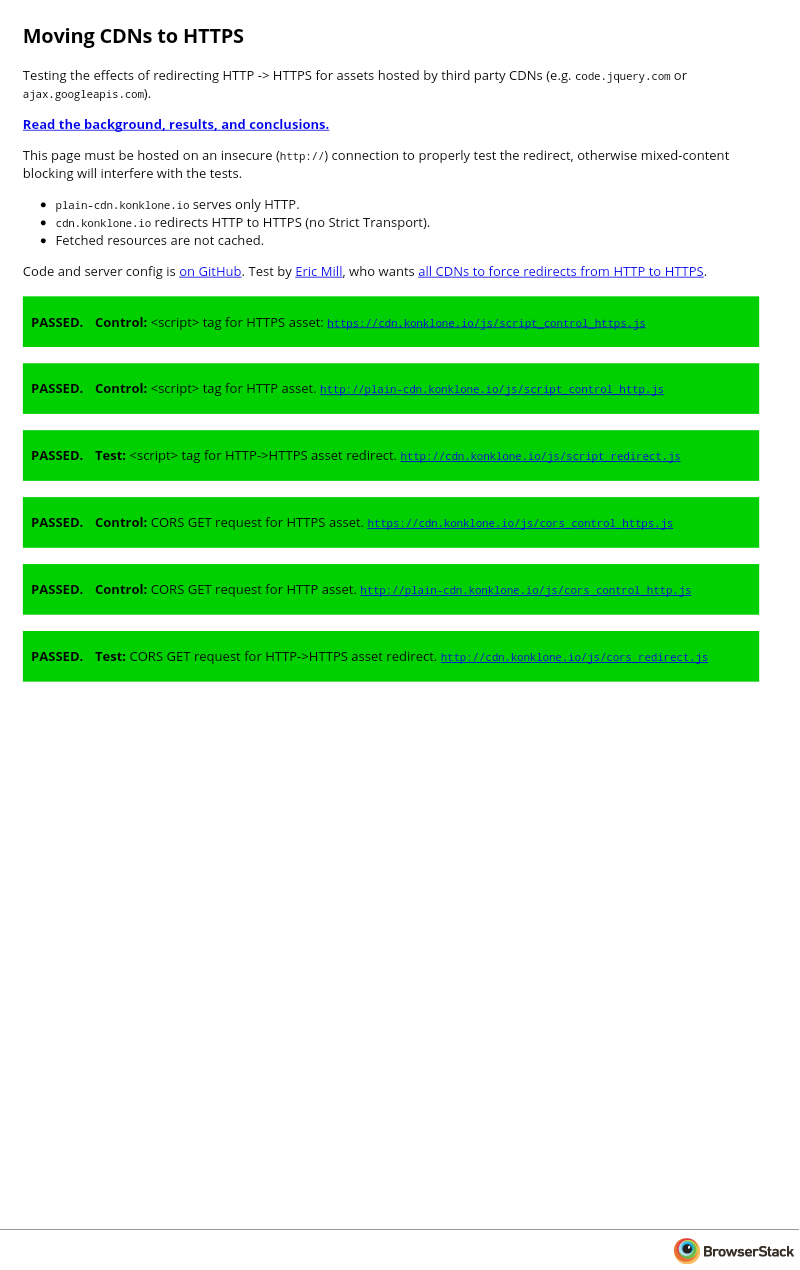 Moving CDNs to HTTPS
Testing the effects of redirecting HTTP -> HTTPS for assets hosted by third party CDNs (e.g. code.jquery.com or
ajax.googleapis.com).
Read the background, results, and conclusions.
This page must be hosted on an insecure (http://) connection to properly test the redirect, otherwise mixed-content
blocking will interfere with the tests.
• plain-cdn.konklone.io serves only HTTP.
• cdn.konklone.io redirects HTTP to HTTPS (no Strict Transport).
• Fetched resources are not cached.
Code and server config is on GitHub. Test by Eric Mill, who wants all CDNs to force redirects from HTTP to HTTPS.
PASSED. Control: <script> tag for HTTPS asset: https://cdn.konklone.io/js/script_control_https.js
PASSED. Control: <script> tag for HTTP asset. http://plain-cdn.konklone.io/js/script_control_http.js
PASSED. Test: <script> tag for HTTP->HTTPS asset redirect. http://cdn.konklone.io/js/script_redirect.js
PASSED. Control: CORS GET request for HTTPS asset. https://cdn.konklone.io/js/cors_control_https.js
PASSED. Control: CORS GET request for HTTP asset. http://plain-cdn.konklone.io/js/cors_control_http.js
PASSED. Test: CORS GET request for HTTP->HTTPS asset redirect. http://cdn.konklone.io/js/cors_redirect.js
BrowserStack